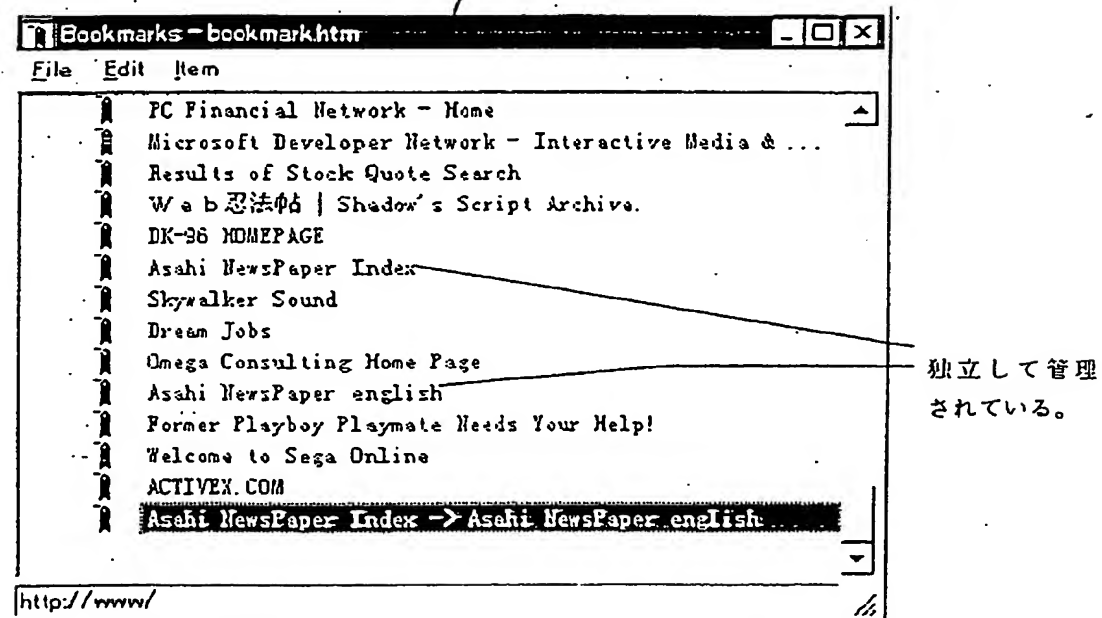 Bookmarks - bookmark.htm
File Edit Item
PC Financial Network - Home
Microsoft Developer Network - Interactive Media & ...
Results of Stock Quote Search
Ｗｅｂ忍法帖 | Shadow's Script Archive.
DK-96 HOMEPAGE
Asahi NewsPaper Index
Skywalker Sound
Dream Jobs
Omega Consulting Home Page
Asahi NewsPaper english
Former Playboy Playmate Needs Your Help!
Welcome to Sega Online
ACTIVEX.COM
Asahi NewsPaper Index -> Asahi NewsPaper english
http://www/
独立して管理
されている。